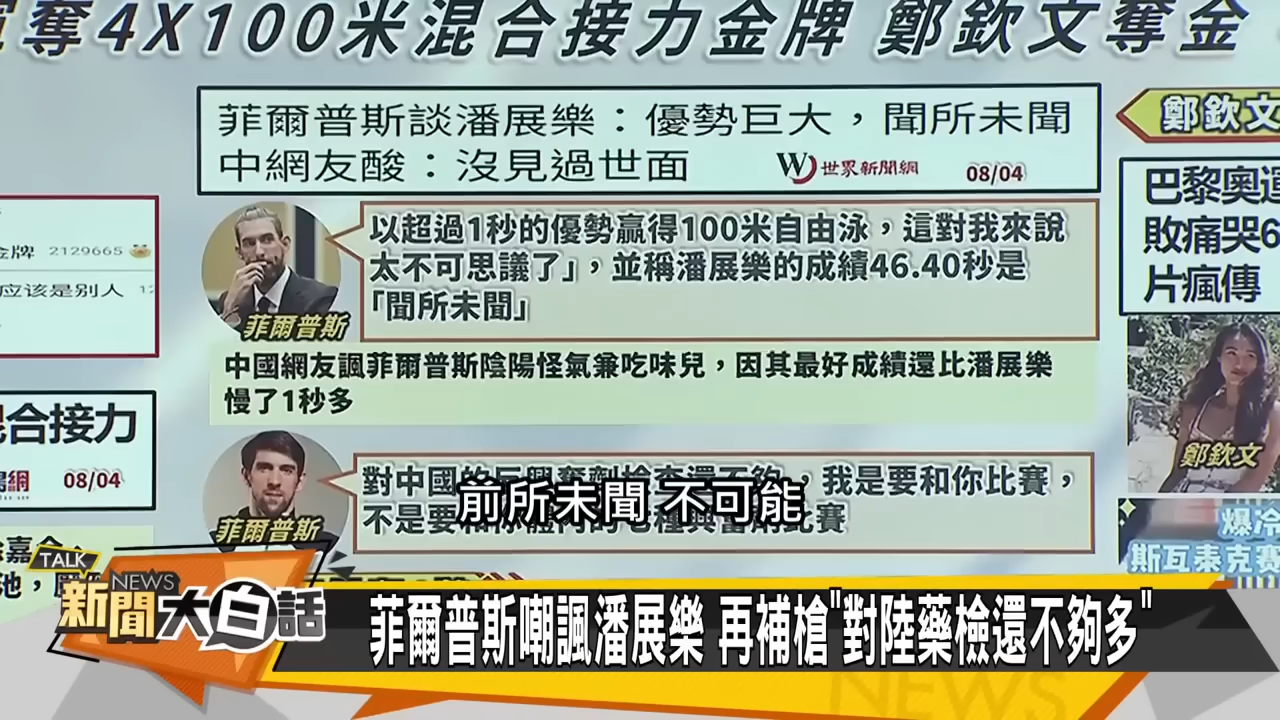 奪4X100米混合接力金牌 鄭欽文奪金
菲爾普斯談潘展樂：優勢巨大，聞所未聞
中網友酸：沒見過世面
W 世界新聞網 08/04
金牌 2129665
应该是别人
以超過1秒的優勢贏得100米自由泳，這對我來說
太不可思議了」，並稱潘展樂的成績46.40秒是
「聞所未聞」
菲爾普斯
中國網友諷菲爾普斯陰陽怪氣兼吃味兒，因其最好成績還比潘展樂
慢了1秒多
混合接力
網 08/04
對中國的巨興奮劑檢查還不夠，我是要和你比賽，
菲爾普斯
鄭欽文
巴黎奧運
敗痛哭6
片瘋傳
鄭欽文
爆冷
斯瓦泰克賽
前所未聞 不可能
TALK
NEWS
新聞大白話
菲爾普斯嘲諷潘展樂 再補槍"對陸藥檢還不夠多"
NEWS